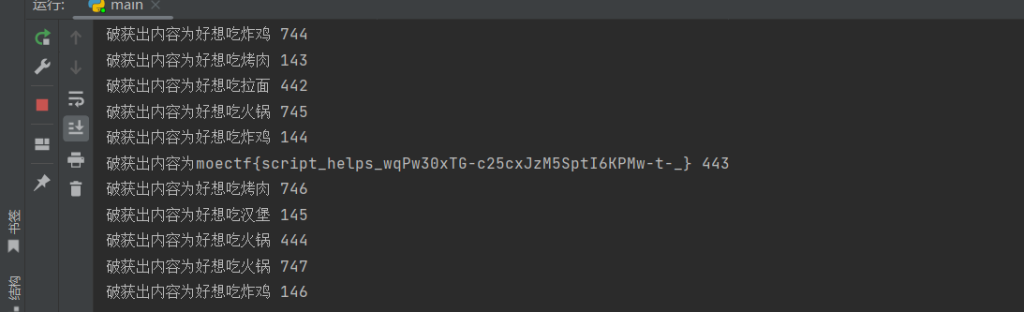 运行: main ×
破获出内容为好想吃炸鸡 744
破获出内容为好想吃烤肉 143
破获出内容为好想吃拉面 442
破获出内容为好想吃火锅 745
破获出内容为好想吃炸鸡 144
破获出内容为moectf{script_helps_wqPw30xTG-c25cxJzM5SptI6KPMw-t-_} 443
破获出内容为好想吃烤肉 746
破获出内容为好想吃汉堡 145
破获出内容为好想吃火锅 444
破获出内容为好想吃火锅 747
破获出内容为好想吃炸鸡 146
书签
结构